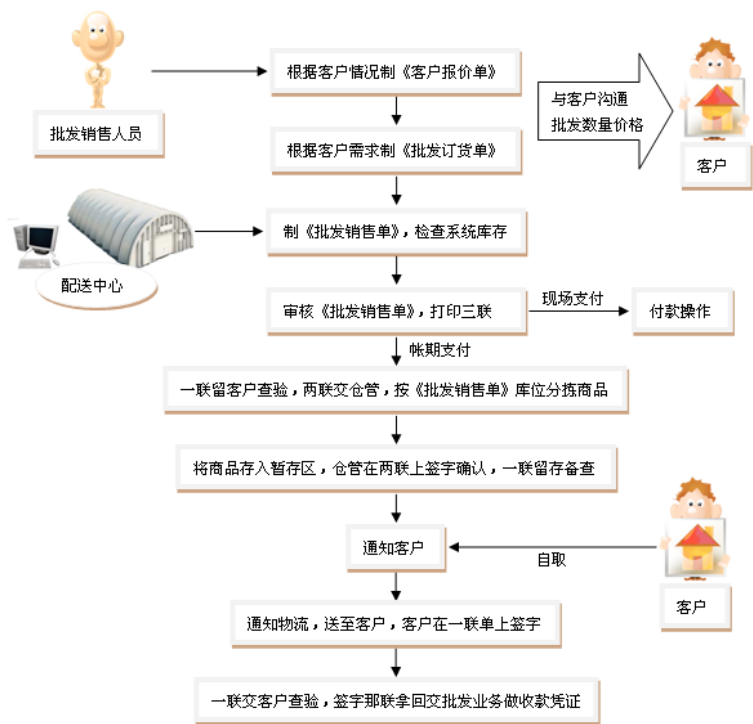 批发销售人员
根据客户情况制《客户报价单》
与客户沟通
批发数量价格
客户
根据客户需求制《批发订货单》
配送中心
制《批发销售单》，检查系统库存
审核《批发销售单》，打印三联
现场支付
付款操作
帐期支付
一联留客户查验，两联交仓管，按《批发销售单》库位分拣商品
将商品存入暂存区，仓管在两联上签字确认，一联留存备查
通知客户
自取
客户
通知物流，送至客户，客户在一联单上签字
一联交客户查验，签字那联拿回交批发业务做收款凭证